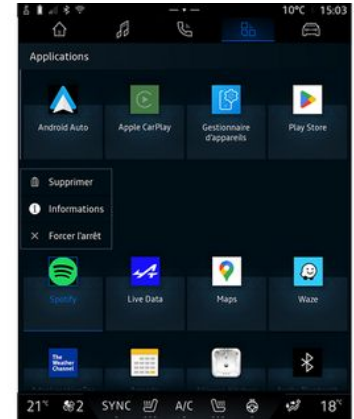 10°C 15:03
Applications
Android Auto
Apple CarPlay
Gestionnaire
d'appareils
Play Store
Supprimer
Informations
Forcer l'arrêt
Spotify
Live Data
Maps
Waze
The
Weather
Channel
21°c 2 SYNC A/C 18°c